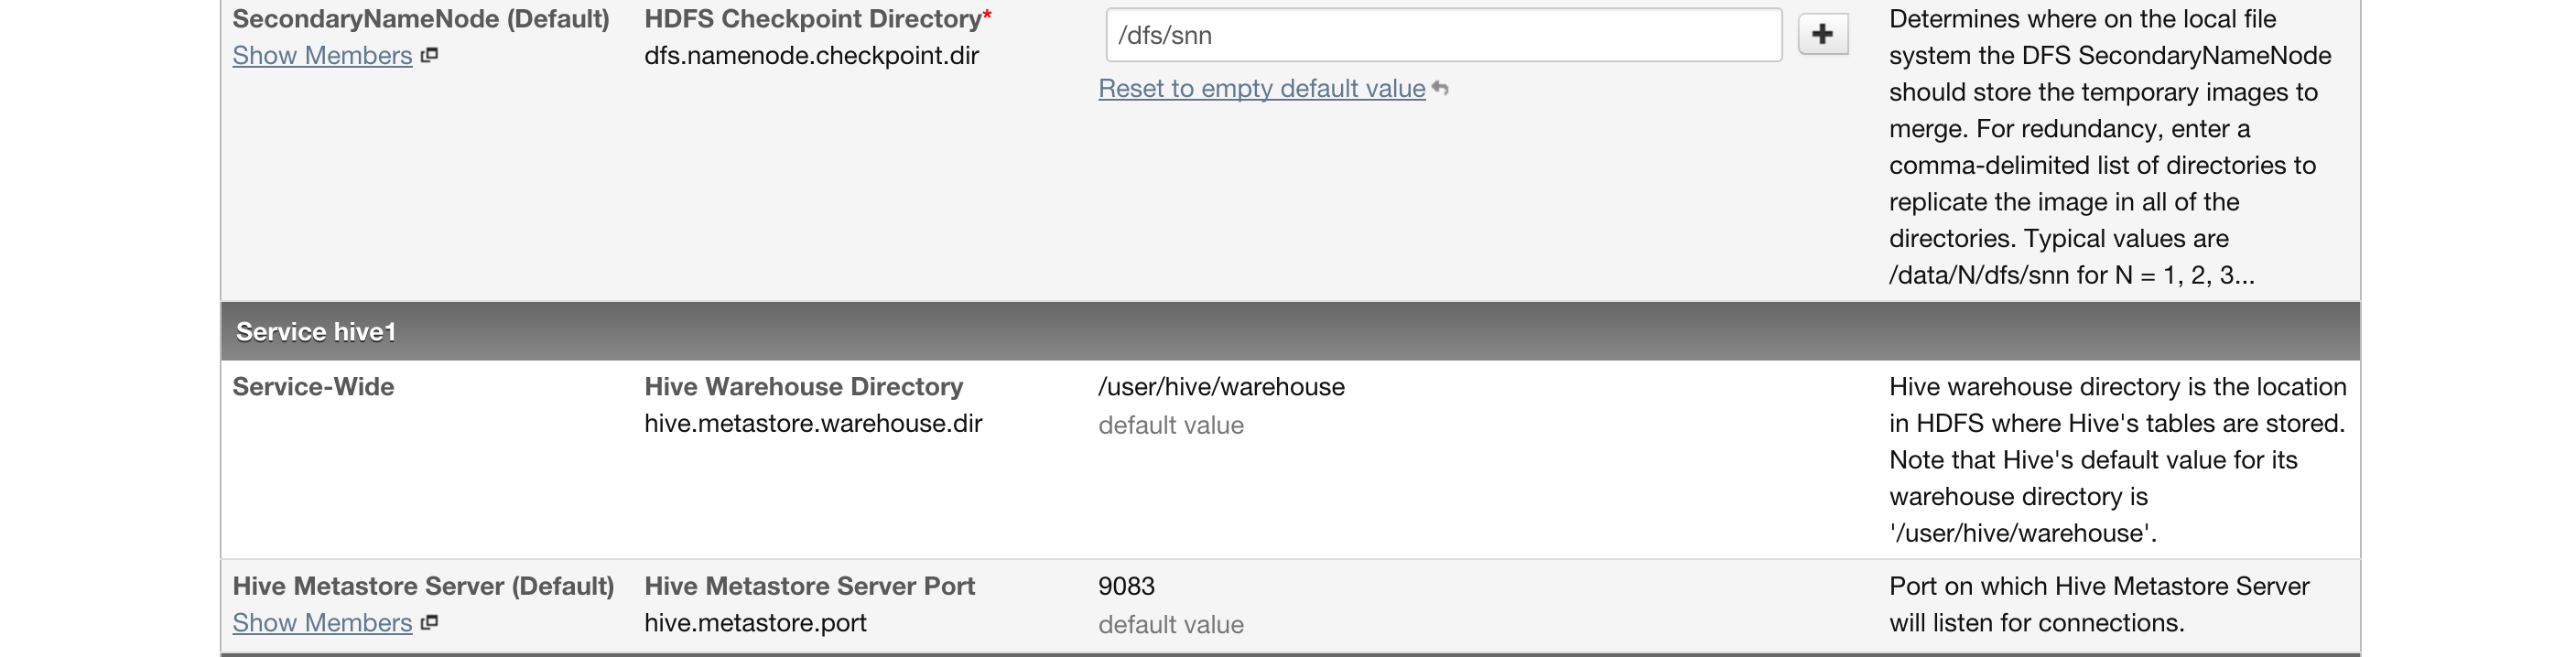 SecondaryNameNode (Default)
Show Members
HDFS Checkpoint Directory*
dfs.namenode.checkpoint.dir
/dfs/snn
Reset to empty default value
Determines where on the local file
system the DFS SecondaryNameNode
should store the temporary images to
merge. For redundancy, enter a
comma-delimited list of directories to
replicate the image in all of the
directories. Typical values are
/data/N/dfs/snn for N = 1, 2, 3...
Service hive1
Service-Wide
Hive Warehouse Directory
hive.metastore.warehouse.dir
/user/hive/warehouse
default value
Hive warehouse directory is the location
in HDFS where Hive's tables are stored.
Note that Hive's default value for its
warehouse directory is
'/user/hive/warehouse'.
Hive Metastore Server (Default)
Show Members
Hive Metastore Server Port
hive.metastore.port
9083
default value
Port on which Hive Metastore Server
will listen for connections.